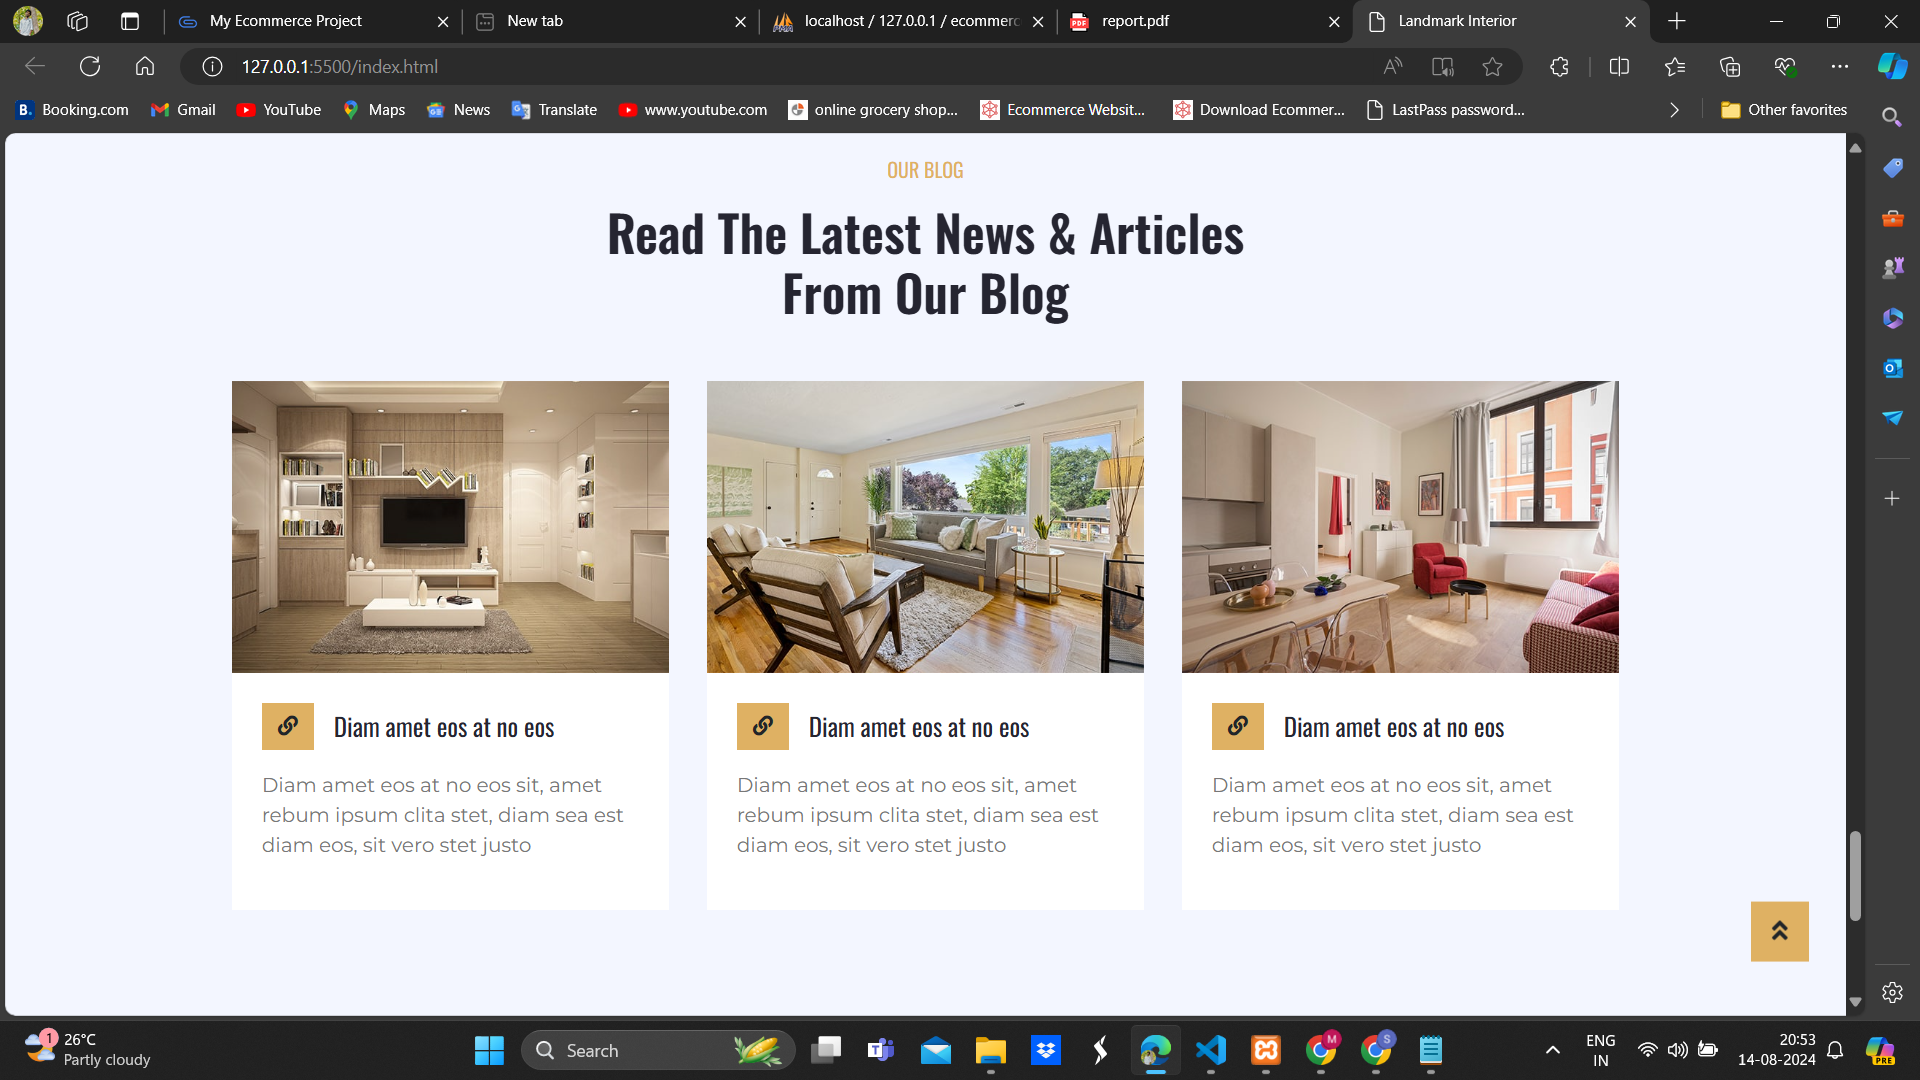 My Ecommerce Project
New tab
localhost / 127.0.0.1 / ecommerc
report.pdf
Landmark Interior
127.0.0.1:5500/index.html
Booking.com
Gmail
YouTube
Maps
News
Translate
www.youtube.com
online grocery shop...
Ecommerce Websit...
Download Ecommer...
LastPass password...
Other favorites
OUR BLOG
Read The Latest News & Articles
From Our Blog
Diam amet eos at no eos
Diam amet eos at no eos sit, amet
rebum ipsum clita stet, diam sea est
diam eos, sit vero stet justo
Diam amet eos at no eos
Diam amet eos at no eos sit, amet
rebum ipsum clita stet, diam sea est
diam eos, sit vero stet justo
Diam amet eos at no eos
Diam amet eos at no eos sit, amet
rebum ipsum clita stet, diam sea est
diam eos, sit vero stet justo
1
26°C
Partly cloudy
Search
M
S
ENG
IN
20:53
14-08-2024
PRE